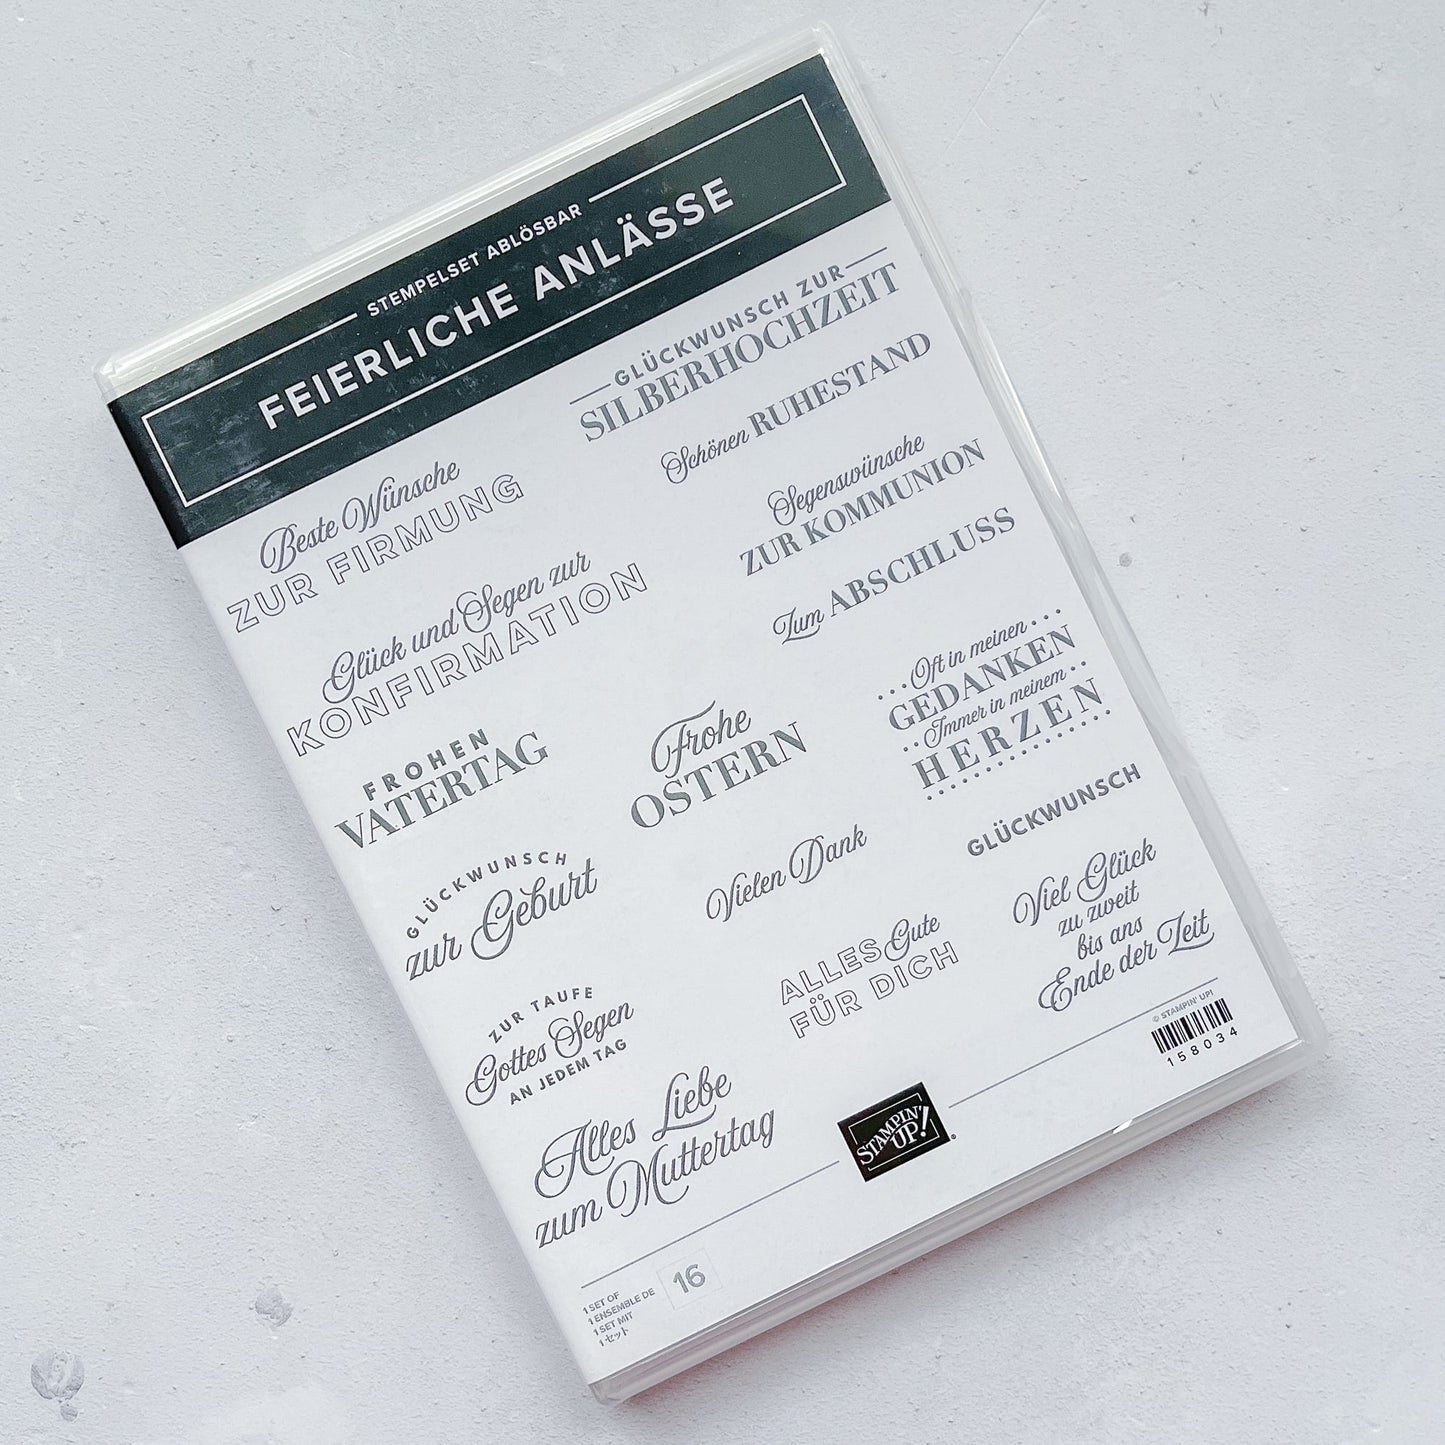 STEMPELSET ABLÖSBAR
FEIERLICHE ANLÄSSE
GLÜCKWUNSCH ZUR
SILBERHOCHZEIT
Schönen RUHESTAND
Beste Wünsche
ZUR FIRMUNG
Segenswünsche
ZUR KOMMUNION
Glück und Segen zur
KONFIRMATION
Zum ABSCHLUSS
Oft in meinen
GEDANKEN
Immer in meinem
HERZEN
FROHEN
VATERTAG
Frohe
OSTERN
GLÜCKWUNSCH
GLÜCKWUNSCH
zur Geburt
Vielen Dank
Viel Glück
zu zweit
bis ans
Ende der Zeit
ALLES Gute
FÜR DICH
ZUR TAUFE
Gottes Segen
AN JEDEM TAG
Alles Liebe
zum Muttertag
© STAMPIN' UP!
158034
STAMPIN'
UP!®
1 SET OF
1 ENSEMBLE DE
1 SET MIT
1セット
16